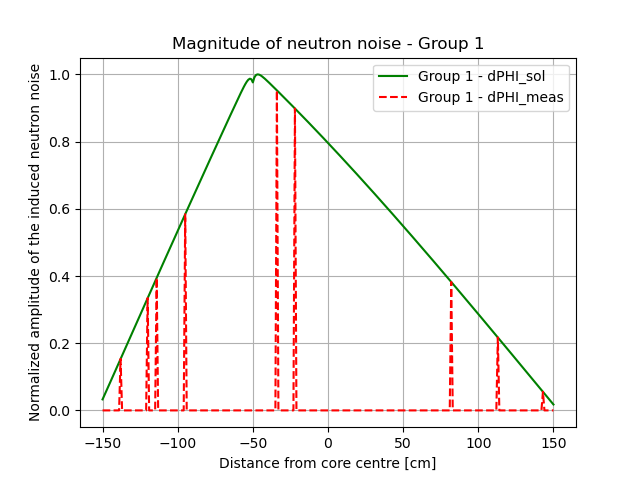 Magnitude of neutron noise - Group 1
Normalized amplitude of the induced neutron noise
1.0
0.8
0.6
0.4
0.2
0.0
Group 1 - dPHI_sol
Group 1 - dPHI_meas
−150
−100
−50
0
50
100
150
Distance from core centre [cm]